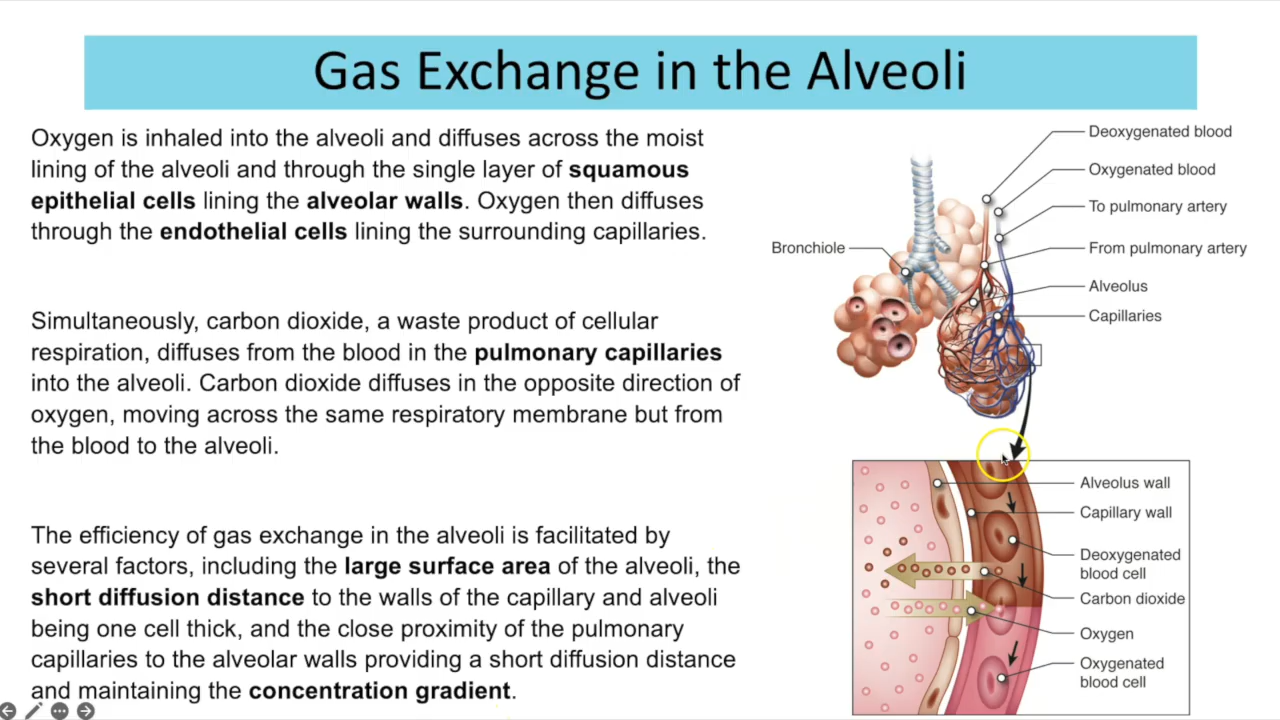 Gas Exchange in the Alveoli
Oxygen is inhaled into the alveoli and diffuses across the moist
lining of the alveoli and through the single layer of squamous
epithelial cells lining the alveolar walls. Oxygen then diffuses
through the endothelial cells lining the surrounding capillaries.
Simultaneously, carbon dioxide, a waste product of cellular
respiration, diffuses from the blood in the pulmonary capillaries
into the alveoli. Carbon dioxide diffuses in the opposite direction of
oxygen, moving across the same respiratory membrane but from
the blood to the alveoli.
The efficiency of gas exchange in the alveoli is facilitated by
several factors, including the large surface area of the alveoli, the
short diffusion distance to the walls of the capillary and alveoli
being one cell thick, and the close proximity of the pulmonary
capillaries to the alveolar walls providing a short diffusion distance
and maintaining the concentration gradient.
Deoxygenated blood
Oxygenated blood
To pulmonary artery
Bronchiole
From pulmonary artery
Alveolus
Capillaries
Alveolus wall
Capillary wall
Deoxygenated
blood cell
Carbon dioxide
Oxygen
Oxygenated
blood cell